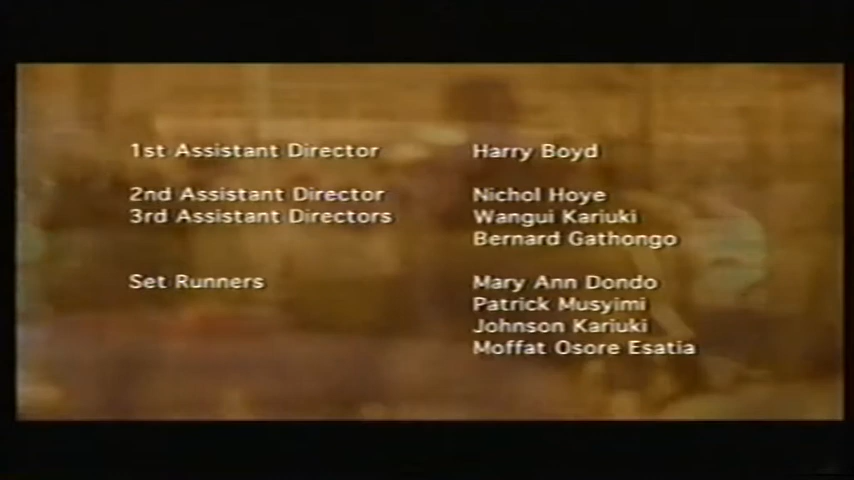 1st Assistant Director Harry Boyd
2nd Assistant Director Nichol Hoye
3rd Assistant Directors Wangui Kariuki
Bernard Gathongo
Set Runners Mary Ann Dondo
Patrick Musyimi
Johnson Kariuki
Moffat Osore Esatia